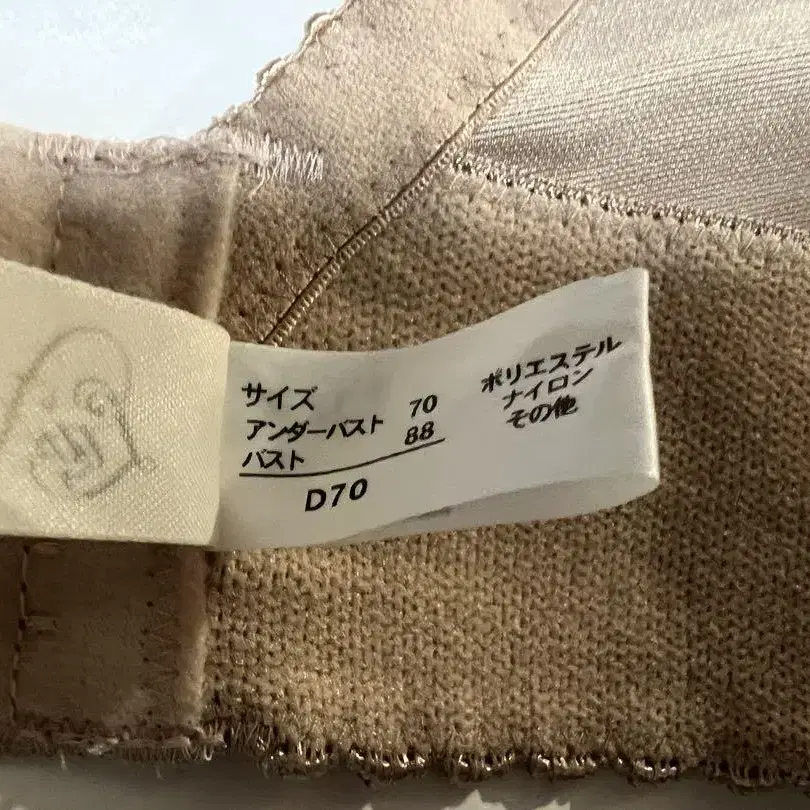 サイズ
アンダーバスト 70
バスト 88
D70
ポリエステル
ナイロン
その他